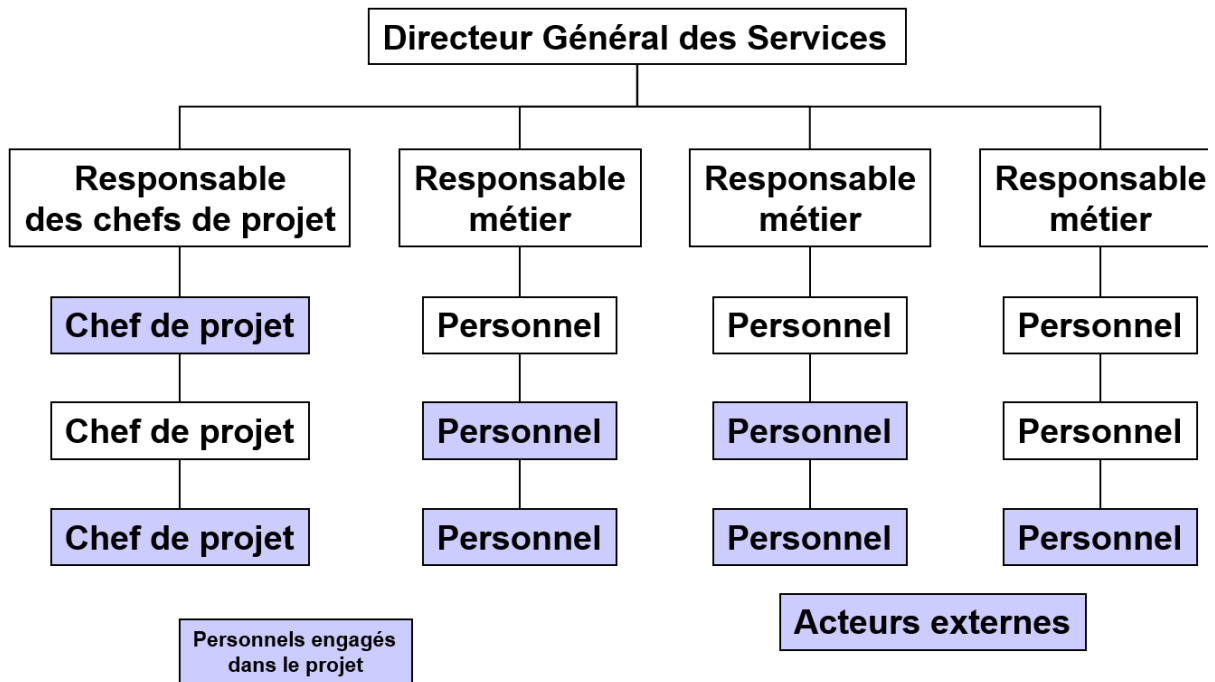 Directeur Général des Services
Responsable
des chefs de projet
Responsable
métier
Responsable
métier
Responsable
métier
Chef de projet
Personnel
Personnel
Personnel
Chef de projet
Personnel
Personnel
Personnel
Chef de projet
Personnel
Personnel
Personnel
Personnels engagés
dans le projet
Acteurs externes